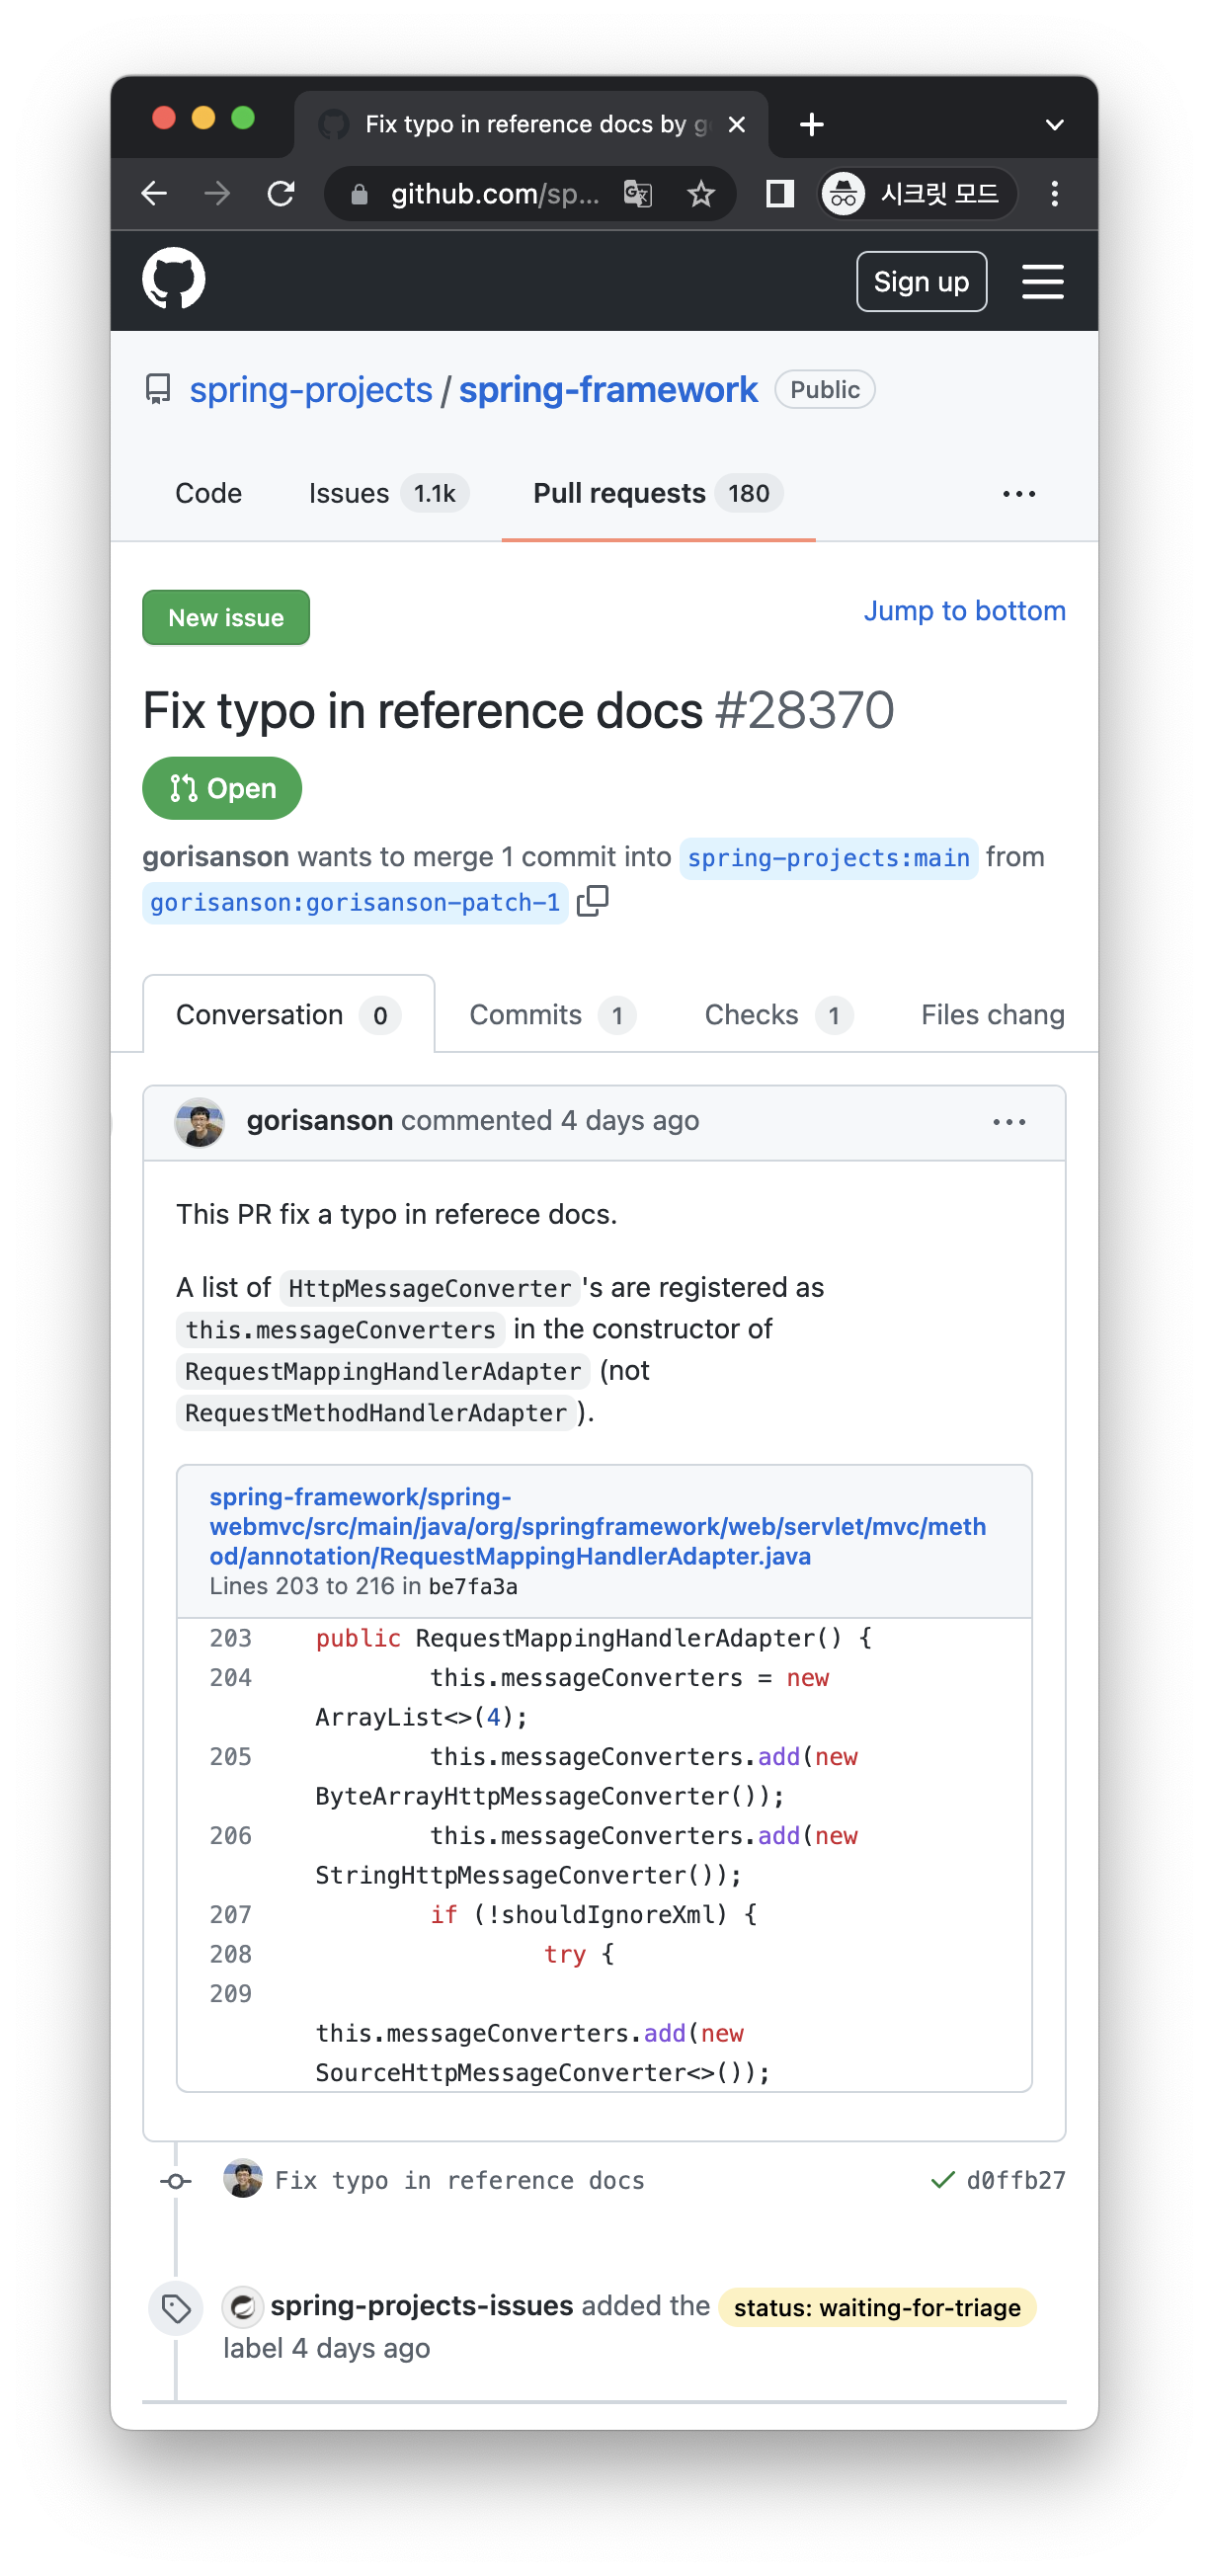 Fix typo in reference docs by g
github.com/sp...
시크릿 모드
Sign up
spring-projects / spring-framework Public
Code Issues 1.1k Pull requests 180 ...
New issue Jump to bottom
Fix typo in reference docs #28370
Open
gorisanson wants to merge 1 commit into spring-projects:main from
gorisanson:gorisanson-patch-1
Conversation 0 Commits 1 Checks 1 Files chang
gorisanson commented 4 days ago ...
This PR fix a typo in referece docs.
A list of HttpMessageConverter 's are registered as
this.messageConverters in the constructor of
RequestMappingHandlerAdapter (not
RequestMethodHandlerAdapter ).
spring-framework/spring-
webmvc/src/main/java/org/springframework/web/servlet/mvc/meth
od/annotation/RequestMappingHandlerAdapter.java
Lines 203 to 216 in be7fa3a
203 public RequestMappingHandlerAdapter() {
204 this.messageConverters = new
ArrayList<>(4);
205 this.messageConverters.add(new
ByteArrayHttpMessageConverter());
206 this.messageConverters.add(new
StringHttpMessageConverter());
207 if (!shouldIgnoreXml) {
208 try {
209
this.messageConverters.add(new
SourceHttpMessageConverter<>());
Fix typo in reference docs d0ffb27
spring-projects-issues added the status: waiting-for-triage
label 4 days ago